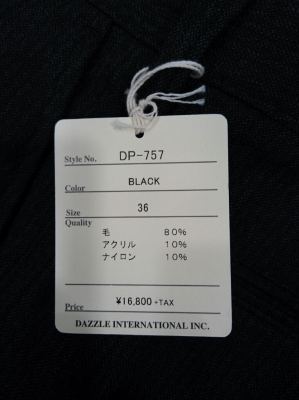 Style No. DP-757
Color BLACK
Size 36
Quality
毛 80%
アクリル 10%
ナイロン 10%
Price ¥16,800 +TAX
DAZZLE INTERNATIONAL INC.